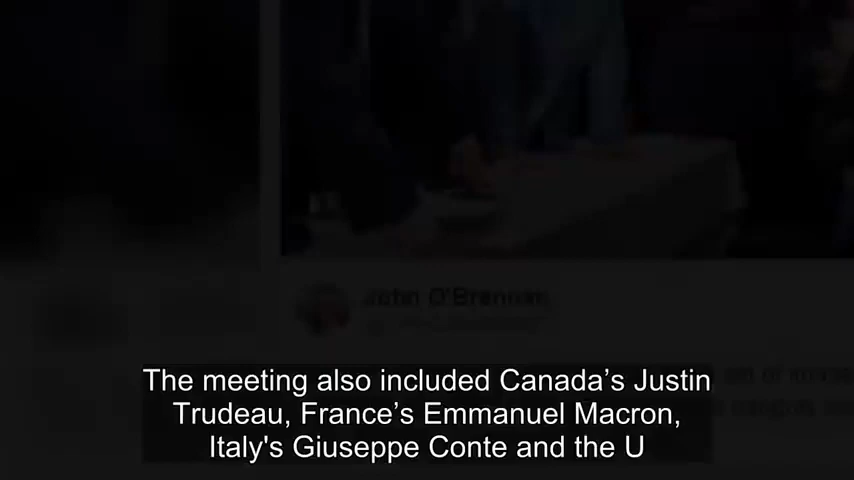 John O'Brennan
The meeting also included Canada’s Justin
Trudeau, France’s Emmanuel Macron,
Italy's Giuseppe Conte and the U